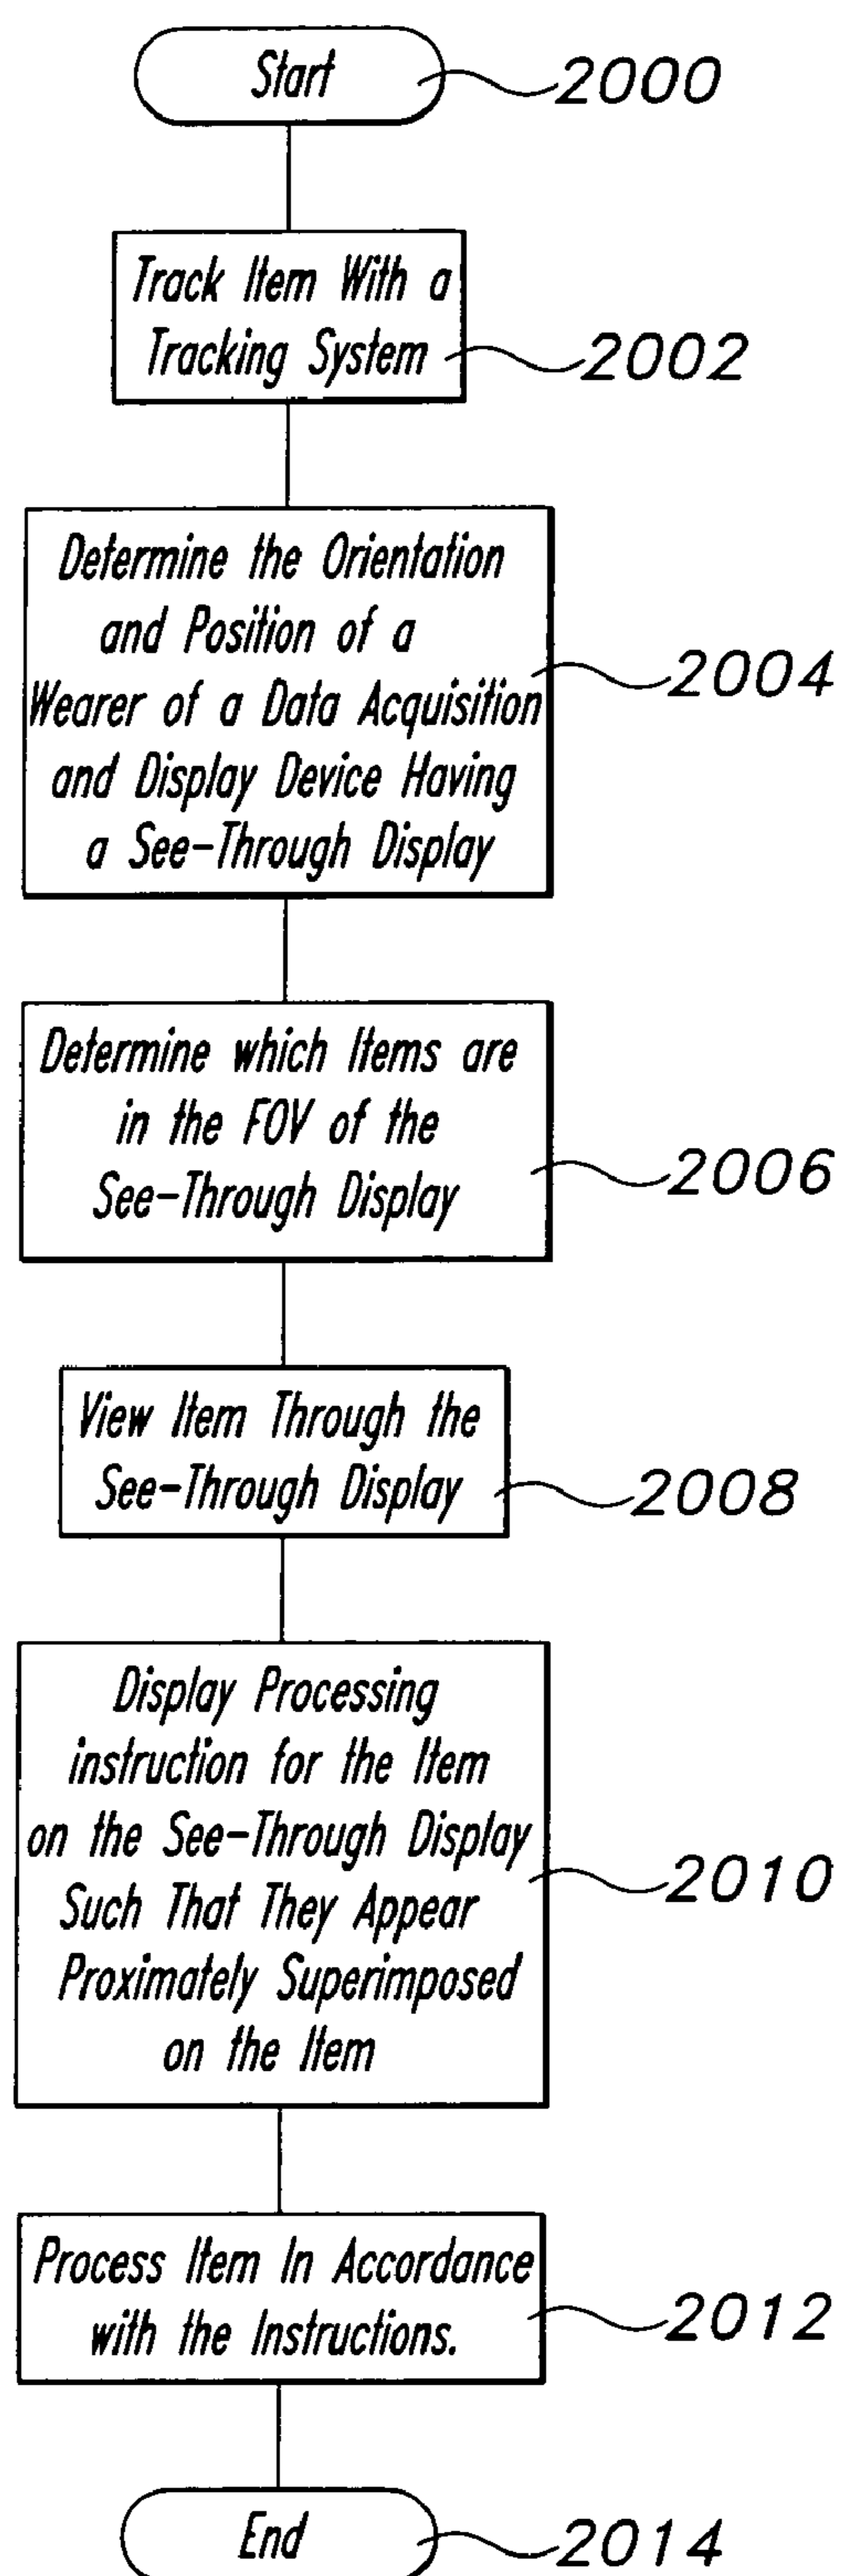 Start
2000
Track Item With a
Tracking System
2002
Determine the Orientation
and Position of a
Wearer of a Data Acquisition
and Display Device Having
a See-Through Display
2004
Determine which Items are
in the FOV of the
See-Through Display
2006
View Item Through the
See-Through Display
2008
Display Processing
instruction for the Item
on the See-Through Display
Such That They Appear
Proximately Superimposed
on the Item
2010
Process Item In Accordance
with the Instructions.
2012
End
2014